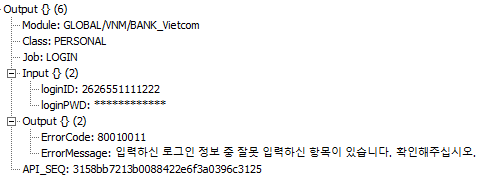 Output {} (6)
Module: GLOBAL/VNM/BANK_Vietcom
Class: PERSONAL
Job: LOGIN
Input {} (2)
loginID: 2626551111222
loginPWD: ************
Output {} (2)
ErrorCode: 80010011
ErrorMessage: 입력하신 로그인 정보 중 잘못 입력하신 항목이 있습니다. 확인해주십시오.
API_SEQ: 3158bb7213b0088422e6f3a0396c3125